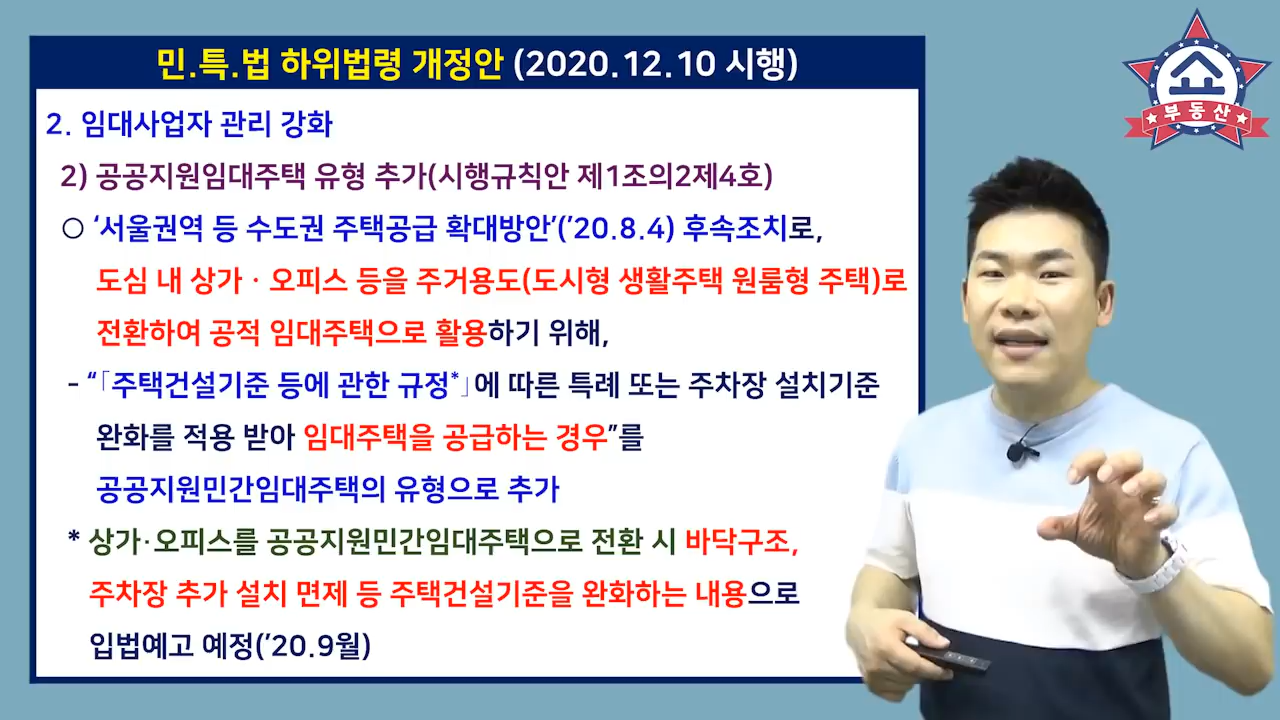 민.특.법 하위법령 개정안 (2020.12.10 시행)
2. 임대사업자 관리 강화
2) 공공지원임대주택 유형 추가(시행규칙안 제1조의2제4호)
○ ‘서울권역 등 수도권 주택공급 확대방안’(’20.8.4) 후속조치로,
도심 내 상가 · 오피스 등을 주거용도(도시형 생활주택 원룸형 주택)로
전환하여 공적 임대주택으로 활용하기 위해,
- “「주택건설기준 등에 관한 규정*」에 따른 특례 또는 주차장 설치기준
완화를 적용 받아 임대주택을 공급하는 경우”를
공공지원민간임대주택의 유형으로 추가
* 상가·오피스를 공공지원민간임대주택으로 전환 시 바닥구조,
주차장 추가 설치 면제 등 주택건설기준을 완화하는 내용으로
입법예고 예정(’20.9월)
부동산